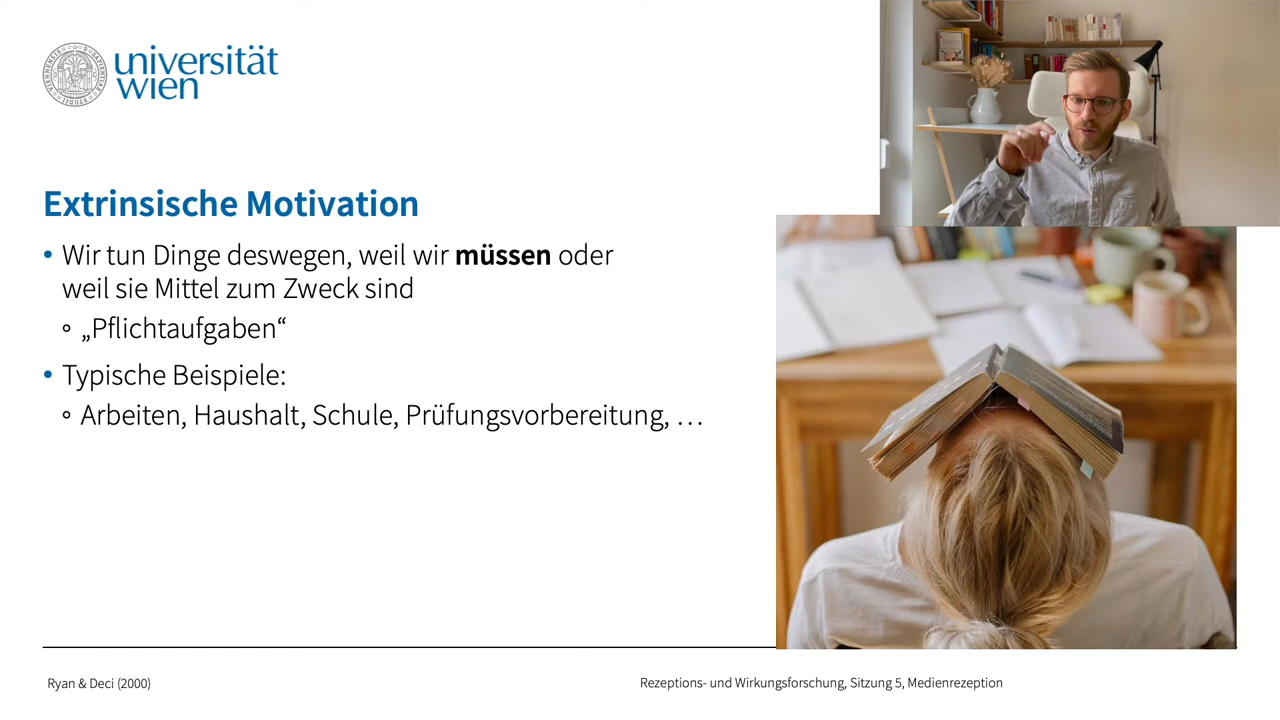 universität
wien
Extrinsische Motivation
• Wir tun Dinge deswegen, weil wir müssen oder
weil sie Mittel zum Zweck sind
◦ „Pflichtaufgaben“
• Typische Beispiele:
◦ Arbeiten, Haushalt, Schule, Prüfungsvorbereitung, …
Ryan & Deci (2000)
Rezeptions- und Wirkungsforschung, Sitzung 5, Medienrezeption